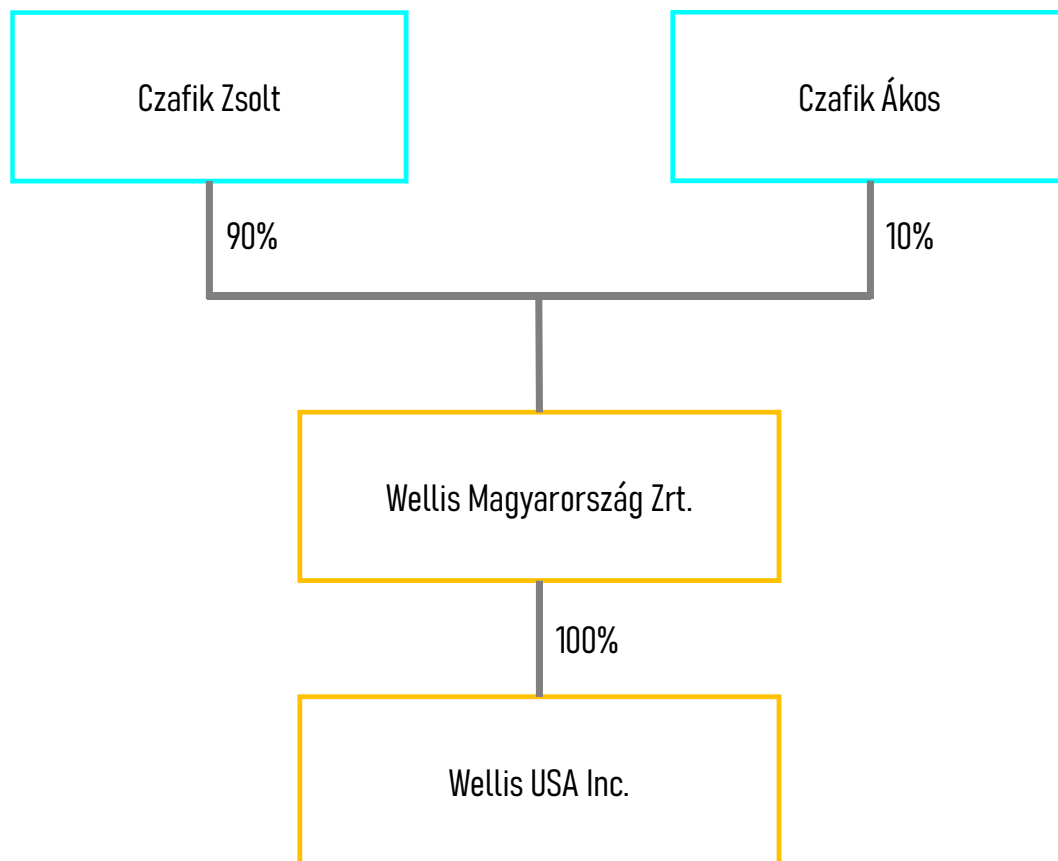 Czafik Zsolt
Czafik Ákos
90%
10%
Wellis Magyarország Zrt.
100%
Wellis USA Inc.